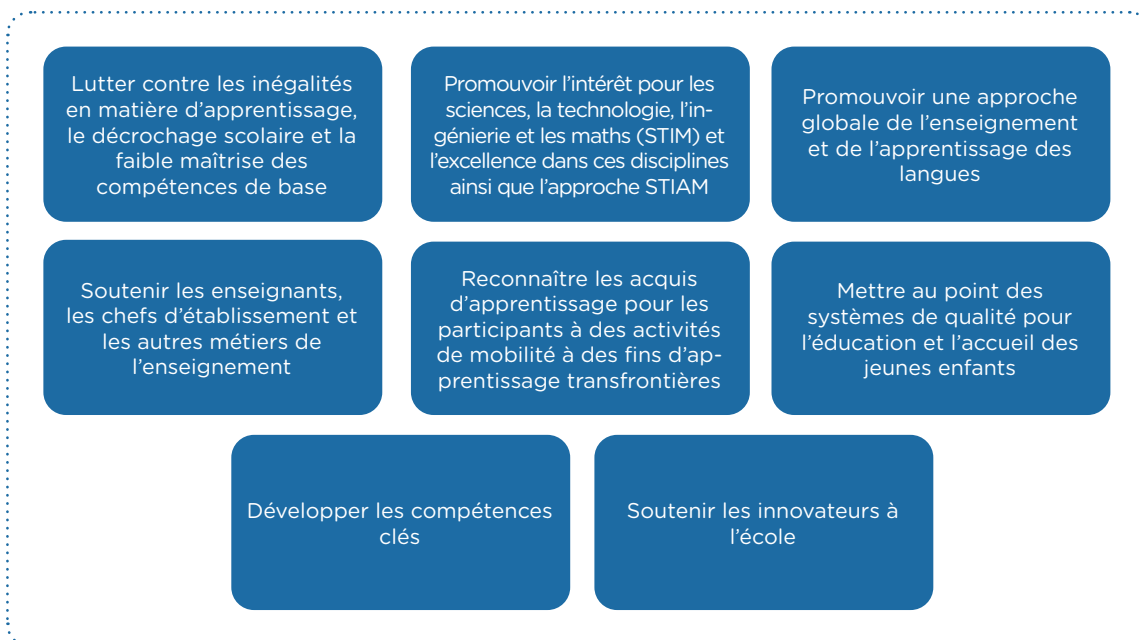 Lutter contre les inégalités
en matière d'apprentissage,
le décrochage scolaire et la
faible maîtrise des
compétences de base
Promouvoir l'intérêt pour les
sciences, la technologie, l'in-
génierie et les maths (STIM) et
l'excellence dans ces disciplines
ainsi que l'approche STIAM
Promouvoir une approche
globale de l'enseignement
et de l'apprentissage des
langues
Soutenir les enseignants,
les chefs d'établissement et
les autres métiers de
l'enseignement
Reconnaître les acquis
d'apprentissage pour les
participants à des activités
de mobilité à des fins d'ap-
prentissage transfrontières
Mettre au point des
systèmes de qualité pour
l'éducation et l'accueil des
jeunes enfants
Développer les compétences
clés
Soutenir les innovateurs à
l'école